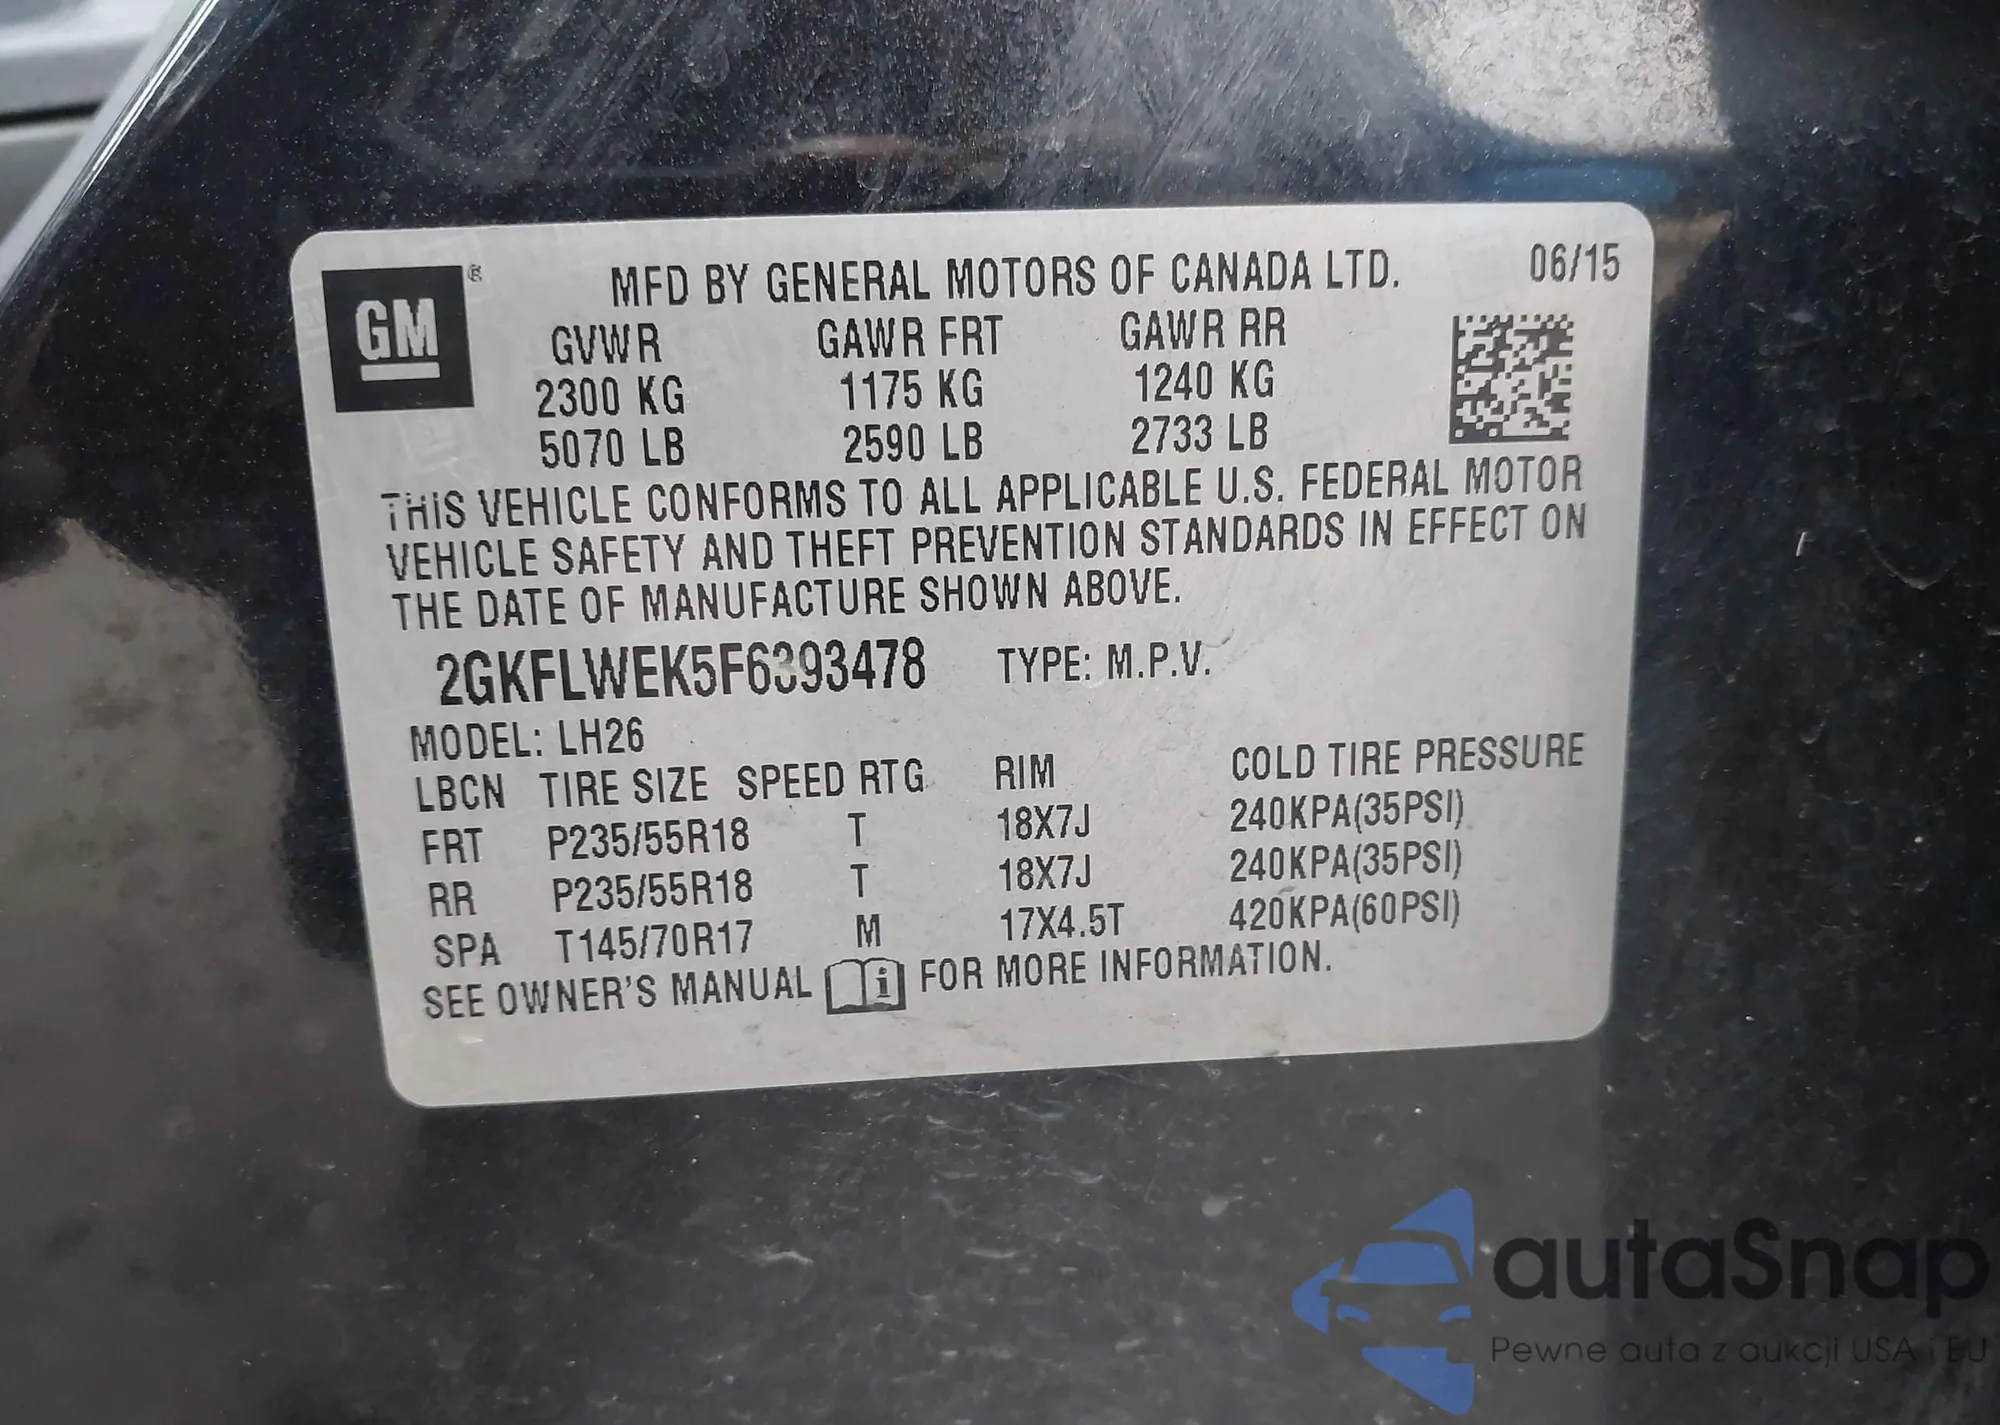 GM ® MFD BY GENERAL MOTORS OF CANADA LTD. 06/15
GVWR GAWR FRT GAWR RR
2300 KG 1175 KG 1240 KG
5070 LB 2590 LB 2733 LB
THIS VEHICLE CONFORMS TO ALL APPLICABLE U.S. FEDERAL MOTOR
VEHICLE SAFETY AND THEFT PREVENTION STANDARDS IN EFFECT ON
THE DATE OF MANUFACTURE SHOWN ABOVE.
2GKFLWEK5F6393478 TYPE: M.P.V.
MODEL: LH26
LBCN TIRE SIZE SPEED RTG RIM COLD TIRE PRESSURE
FRT P235/55R18 T 18X7J 240KPA(35PSI)
RR P235/55R18 T 18X7J 240KPA(35PSI)
SPA T145/70R17 M 17X4.5T 420KPA(60PSI)
SEE OWNER'S MANUAL FOR MORE INFORMATION.
autaSnap
Pewne auta z aukcji USA i EU